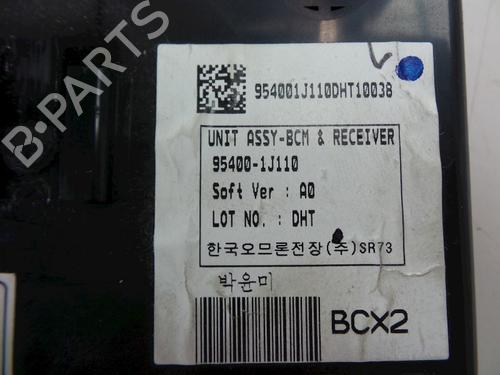 954001J110DHT10038
UNIT ASSY-BCM & RECEIVER
95400-1J110
Soft Ver : A0
LOT NO. : DHT
한국오므론전장(주)SR73
박윤미
BCX2
B-PARTS